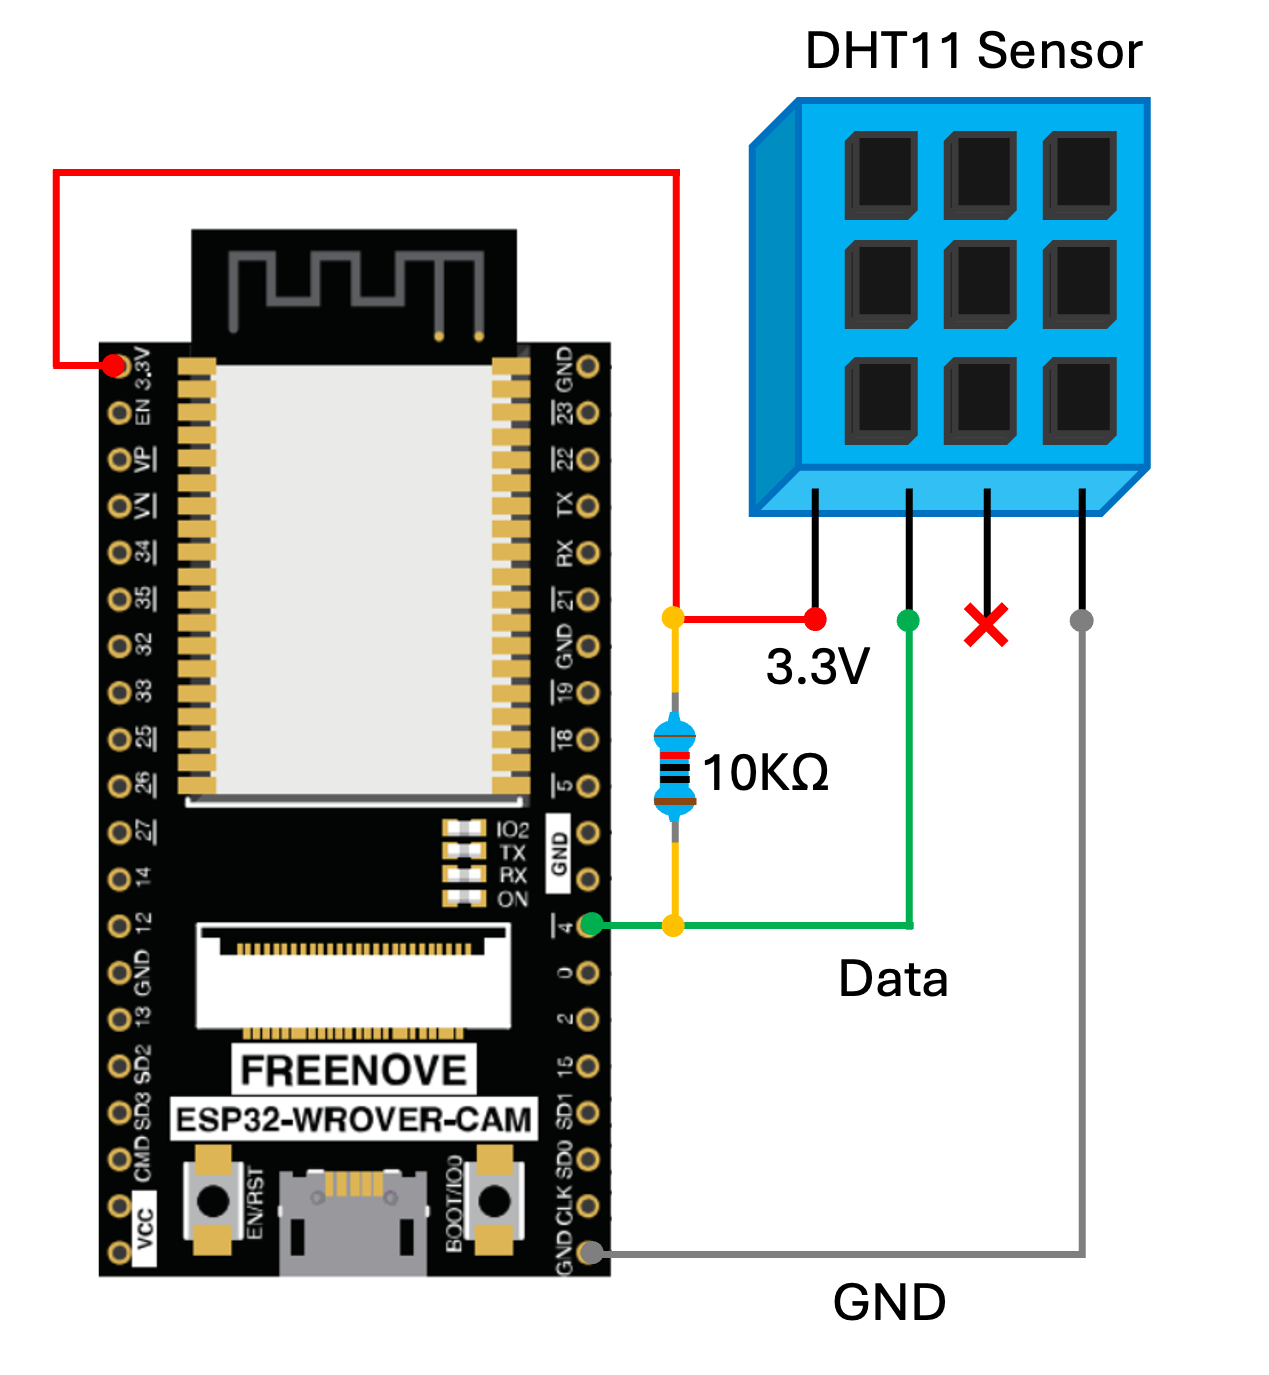 DHT11 Sensor
3.3V
EN
VP
VN
34
35
32
33
25
26
27
14
12
GND
13
SD2
SD3
CMD
VCC
GND
23
22
TX
RX
21
GND
19
18
5
GND
4
0
2
15
SD1
SD0
CLK
GND
IO2
TX
RX
ON
FREENOVE
ESP32-WROVER-CAM
EN/RST
BOOT/IO0
3.3V
10KΩ
Data
GND